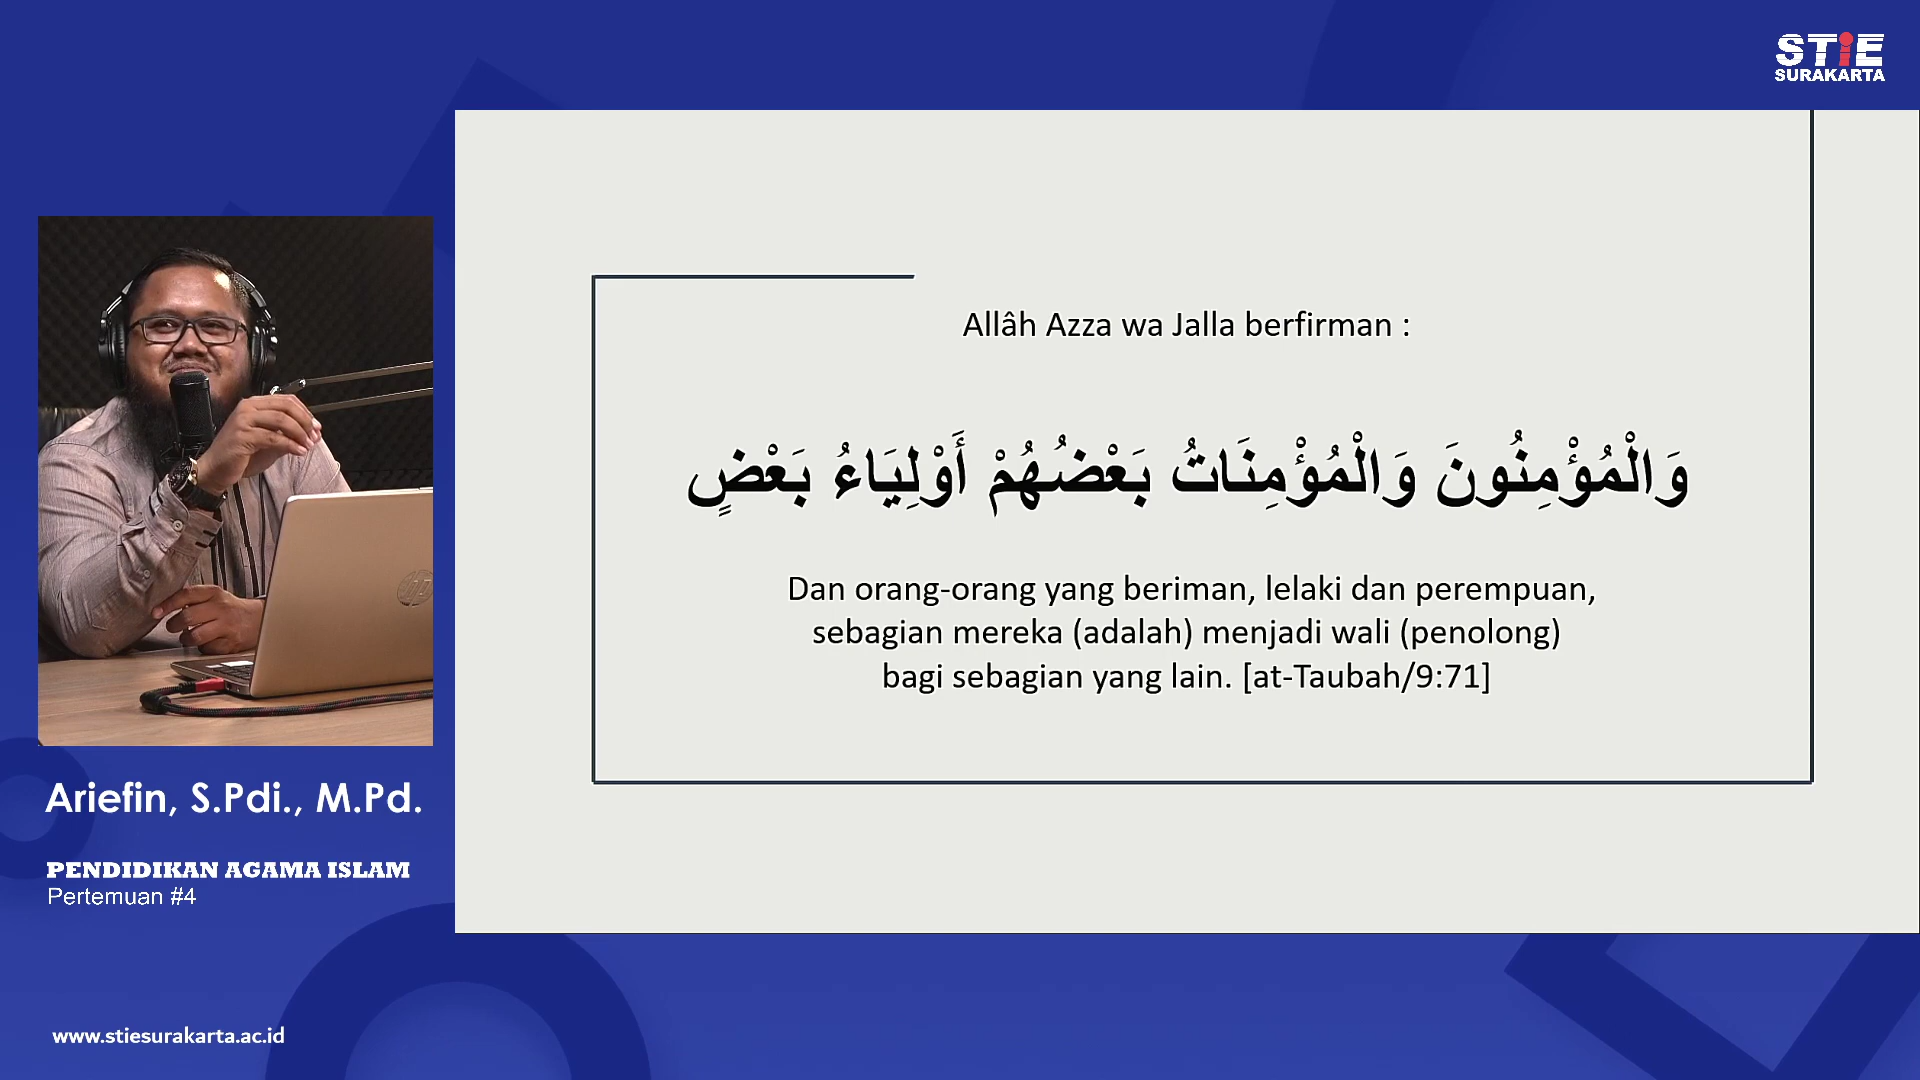 STiE
SURAKARTA
Allâh Azza wa Jalla berfirman :
وَالْمُؤْمِنُونَ وَالْمُؤْمِنَاتُ بَعْضُهُمْ أَوْلِيَاءُ بَعْضٍ
Dan orang-orang yang beriman, lelaki dan perempuan,
sebagian mereka (adalah) menjadi wali (penolong)
bagi sebagian yang lain. [at-Taubah/9:71]
hp
Ariefin, S.Pdi., M.Pd.
PENDIDIKAN AGAMA ISLAM
Pertemuan #4
www.stiesurakarta.ac.id